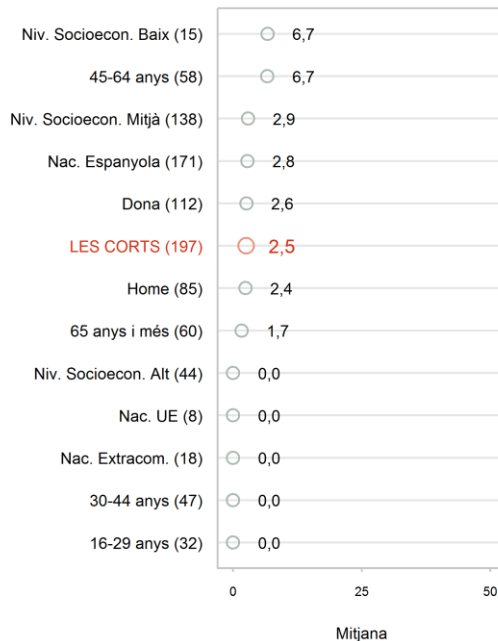 Niv. Socioecon. Baix (15) 6,7
45-64 anys (58) 6,7
Niv. Socioecon. Mitjà (138) 2,9
Nac. Espanyola (171) 2,8
Dona (112) 2,6
LES CORTS (197) 2,5
Home (85) 2,4
65 anys i més (60) 1,7
Niv. Socioecon. Alt (44) 0,0
Nac. UE (8) 0,0
Nac. Extracom. (18) 0,0
30-44 anys (47) 0,0
16-29 anys (32) 0,0
0 25 50
Mitjana